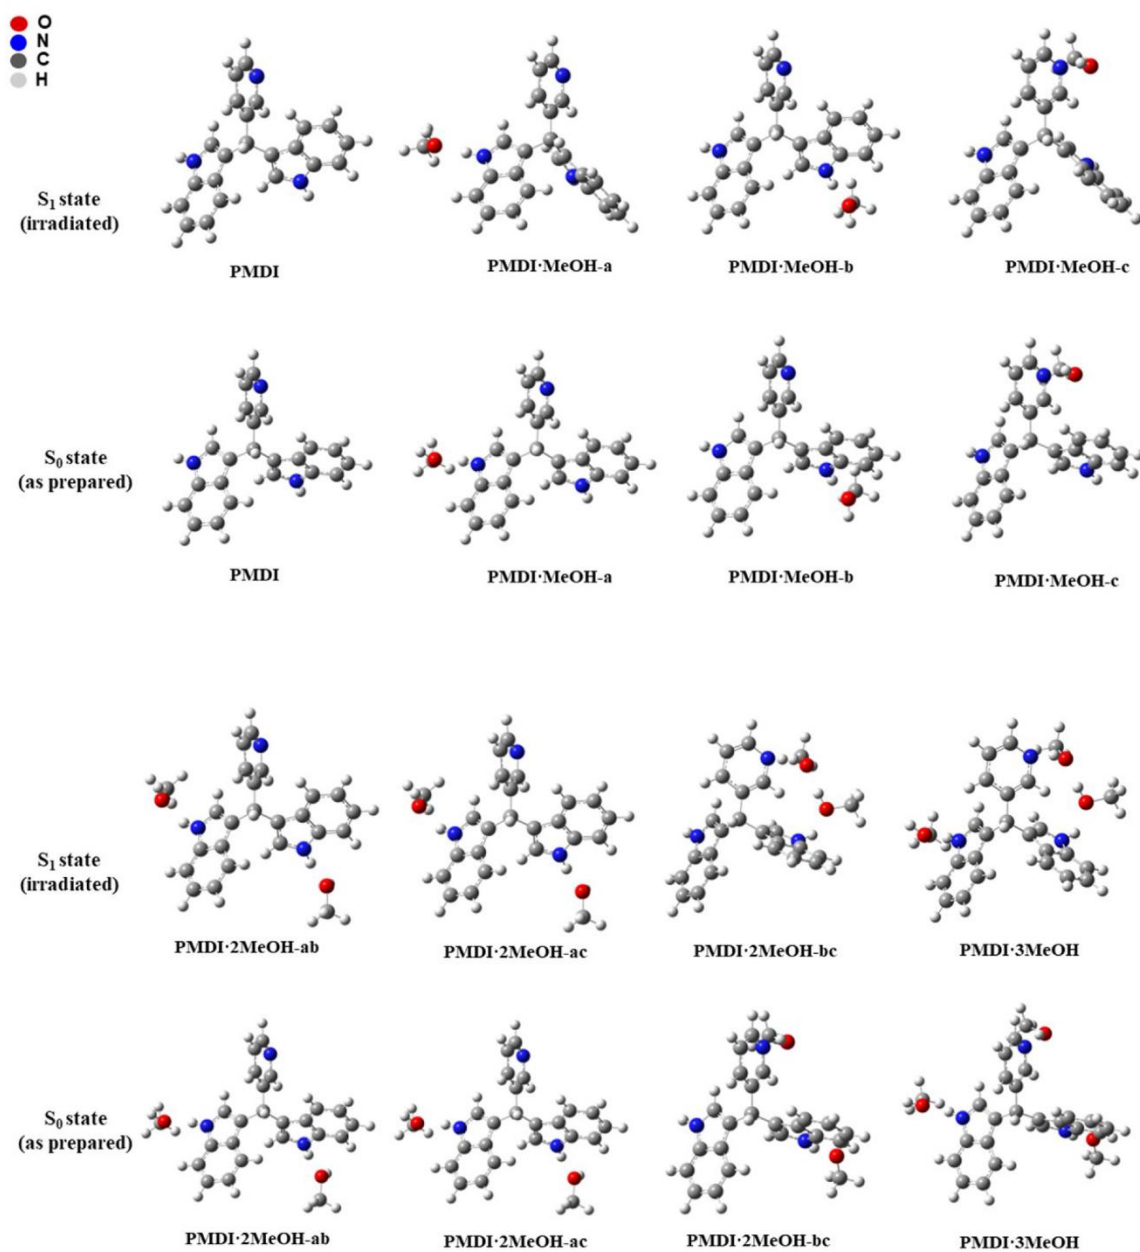 O
N
C
H
S₁ state
(irradiated)
PMDI
PMDI·MeOH-a
PMDI·MeOH-b
PMDI·MeOH-c
S₀ state
(as prepared)
PMDI
PMDI·MeOH-a
PMDI·MeOH-b
PMDI·MeOH-c
S₁ state
(irradiated)
PMDI·2MeOH-ab
PMDI·2MeOH-ac
PMDI·2MeOH-bc
PMDI·3MeOH
S₀ state
(as prepared)
PMDI·2MeOH-ab
PMDI·2MeOH-ac
PMDI·2MeOH-bc
PMDI·3MeOH